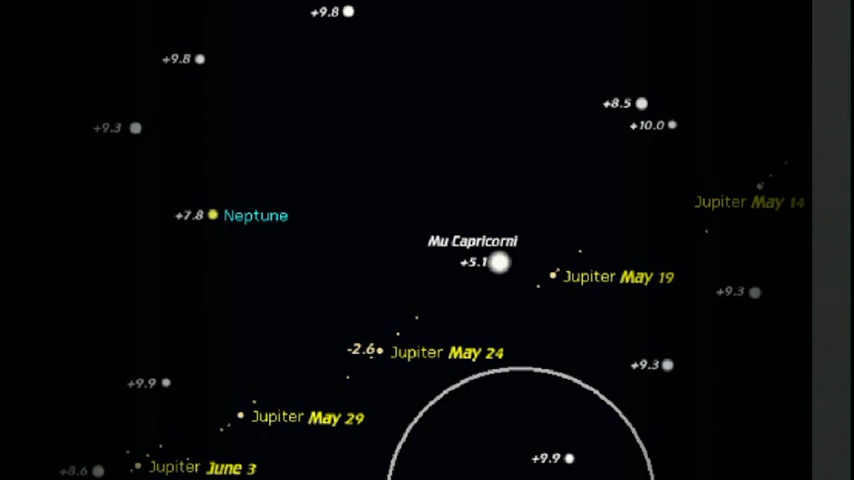 +9.8
+9.8
+8.5
+9.3
+10.0
Jupiter May 14
+7.8 Neptune
Mu Capricorni
+5.1
Jupiter May 19
+9.3
-2.6 Jupiter May 24
+9.3
+9.9
Jupiter May 29
+9.9
+8.6
Jupiter June 3